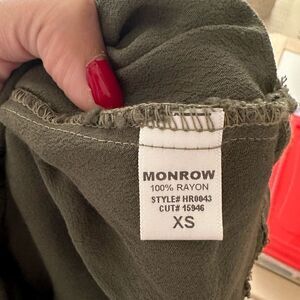 MONROW
100% RAYON
STYLE# HR0043
CUT# 15946
XS